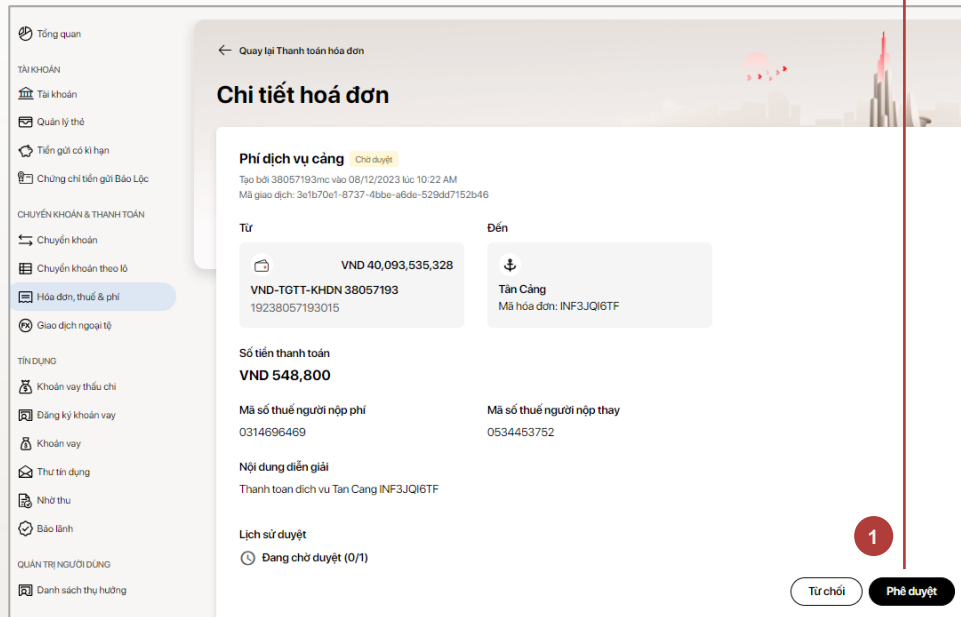 Tổng quan
TÀI KHOẢN
Tài khoản
Quản lý thẻ
Tiền gửi có kì hạn
Chứng chỉ tiền gửi Bảo Lộc
CHUYỂN KHOẢN & THANH TOÁN
Chuyển khoản
Chuyển khoản theo lô
Hóa đơn, thuế & phí
FX Giao dịch ngoại tệ
TÍN DỤNG
Khoản vay thấu chi
Đăng ký khoản vay
Khoản vay
Thư tín dụng
Nhờ thu
Bảo lãnh
QUẢN TRỊ NGƯỜI DÙNG
Danh sách thụ hưởng
Quay lại Thanh toán hóa đơn
Chi tiết hoá đơn
Phí dịch vụ cảng Chờ duyệt
Tạo bởi 38057193mc vào 08/12/2023 lúc 10:22 AM
Mã giao dịch: 3e1b70e1-8737-4bbe-a6de-529dd7152b46
Từ
VND 40,093,535,328
VND-TGTT-KHDN 38057193
19238057193015
Đến
Tân Cảng
Mã hóa đơn: INF3JQI6TF
Số tiền thanh toán
VND 548,800
Mã số thuế người nộp phí
0314696469
Mã số thuế người nộp thay
0534453752
Nội dung diễn giải
Thanh toan dich vu Tan Cang INF3JQI6TF
Lịch sử duyệt
Đang chờ duyệt (0/1)
1
Từ chối
Phê duyệt